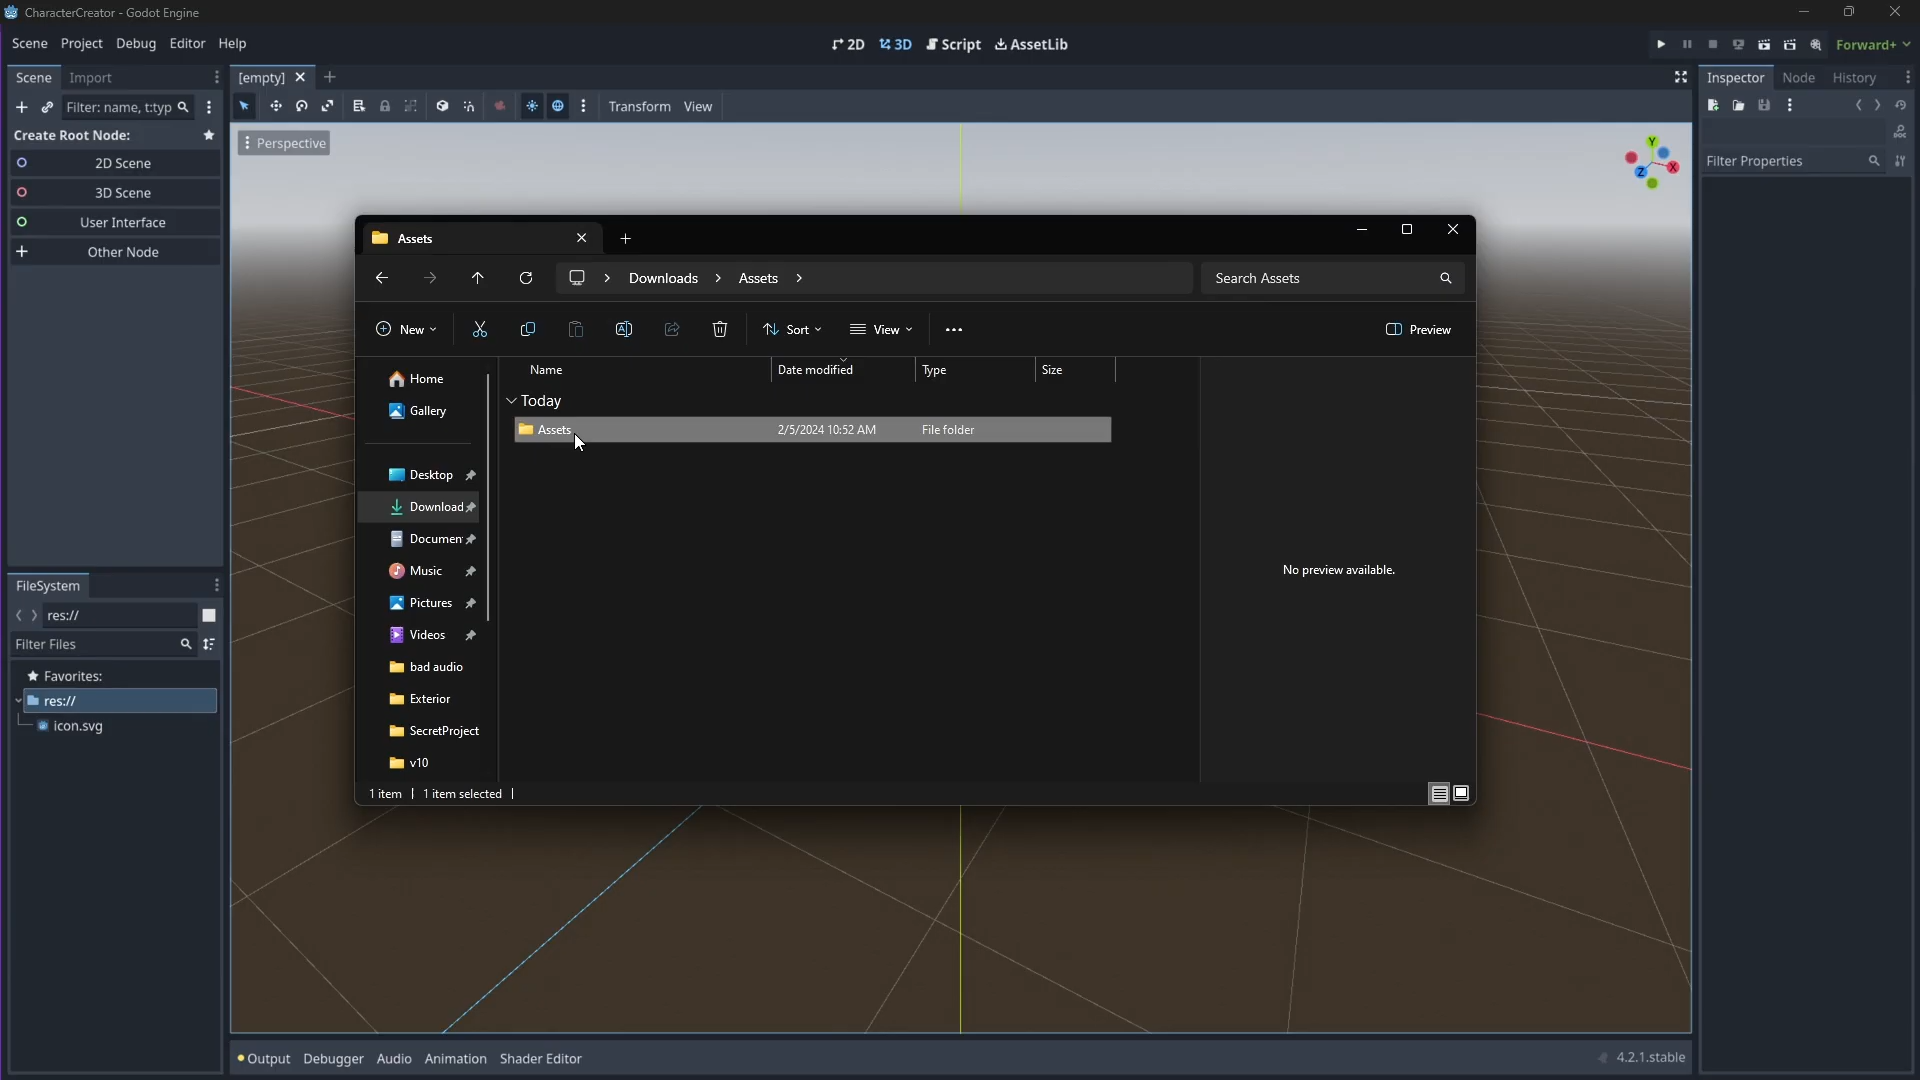 CharacterCreator - Godot Engine
Scene Project Debug Editor Help
2D 3D Script AssetLib
Forward+
Scene Import
[empty]
Inspector Node History
Filter: name, t:typ
Transform View
Create Root Node:
Perspective
Y
X
Z
Filter Properties
2D Scene
3D Scene
User Interface
Other Node
Assets
Downloads > Assets >
Search Assets
New
Sort
View
Preview
Name Date modified Type Size
Today
Assets 2/5/2024 10:52 AM File folder
Home
Gallery
Desktop
Download
Documen
Music
Pictures
Videos
bad audio
Exterior
SecretProject
v10
No preview available.
1 item | 1 item selected |
FileSystem
res://
Filter Files
Favorites:
res://
icon.svg
Output Debugger Audio Animation Shader Editor
4.2.1.stable